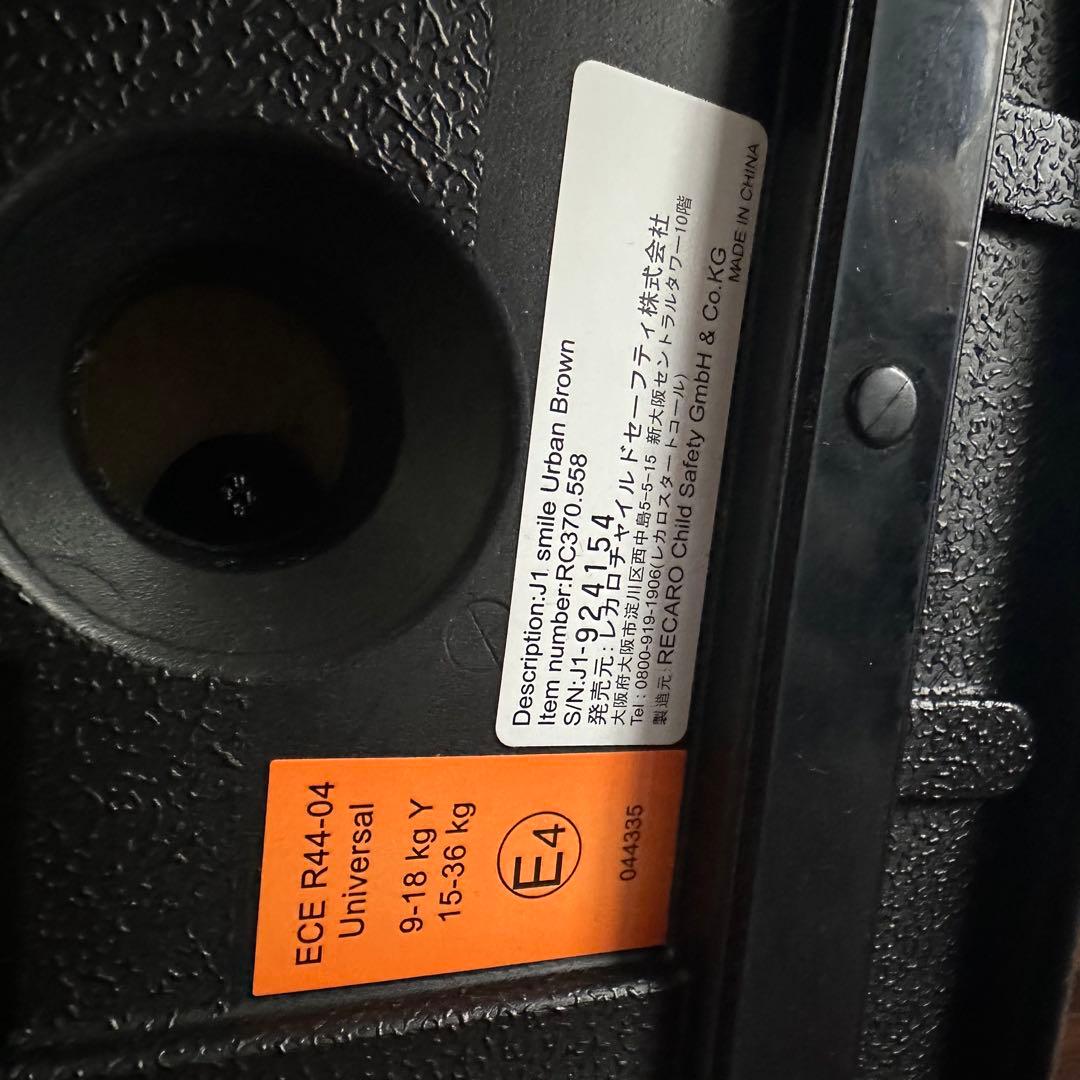 Description:J1 smile Urban Brown
Item number:RC370.558
S/N:J1-924154
発売元:レカロチャイルドセーフティ株式会社
大阪府大阪市淀川区西中島5-5-15 新大阪セントラルタワー10階
Tel:0800-919-1906(レカロスタートコール)
製造元:RECARO Child Safety GmbH & Co.KG
MADE IN CHINA
ECE R44-04
Universal
9-18 kg Y
15-36 kg
E4
044335